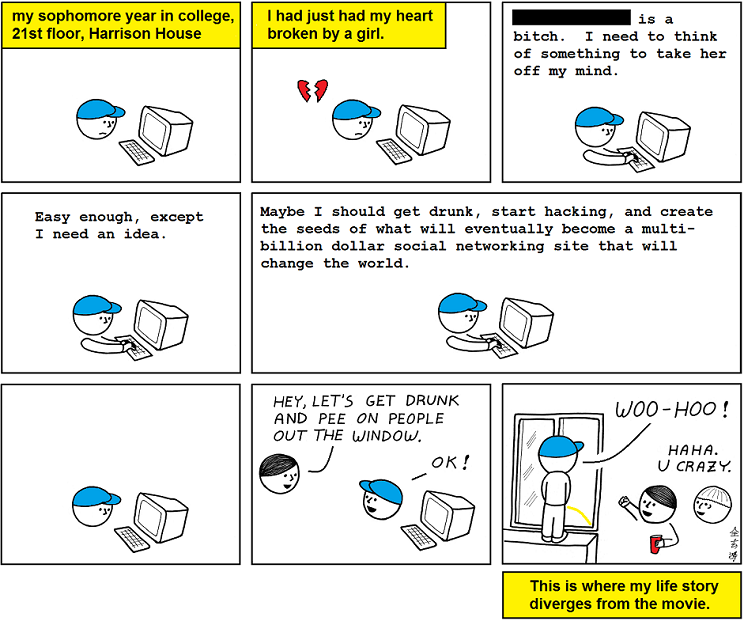 my sophomore year in college,
21st floor, Harrison House
I had just had my heart
broken by a girl.
is a
bitch. I need to think
of something to take her
off my mind.
Easy enough, except
I need an idea.
Maybe I should get drunk, start hacking, and create
the seeds of what will eventually become a multi-
billion dollar social networking site that will
change the world.
HEY, LET'S GET DRUNK
AND PEE ON PEOPLE
OUT THE WINDOW.
OK!
WOO-HOO!
HAHA.
U CRAZY.
This is where my life story
diverges from the movie.